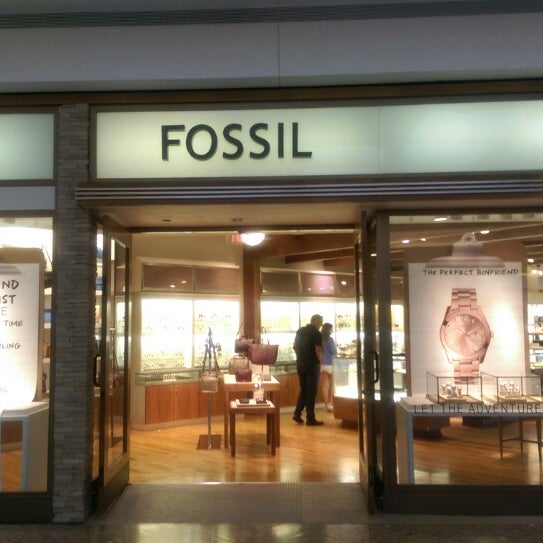 FOSSIL
THE PERFECT BOYFRIEND
ND
ST
E
TIME
LING
LET THE ADVENTURE